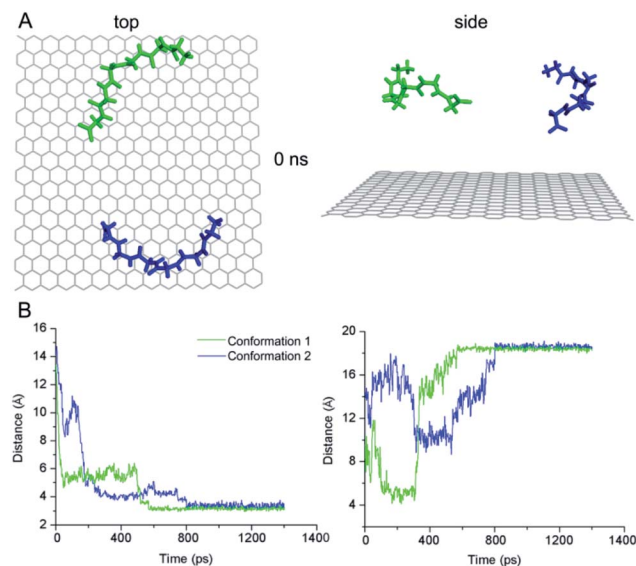 A
top
side
0 ns
B
16
14
12
10
8
6
4
2
Distance (Å)
0
400
800
1200
1400
Time (ps)
Conformation 1
Conformation 2
20
16
12
8
4
Distance (Å)
0
400
800
1200
1400
Time (ps)